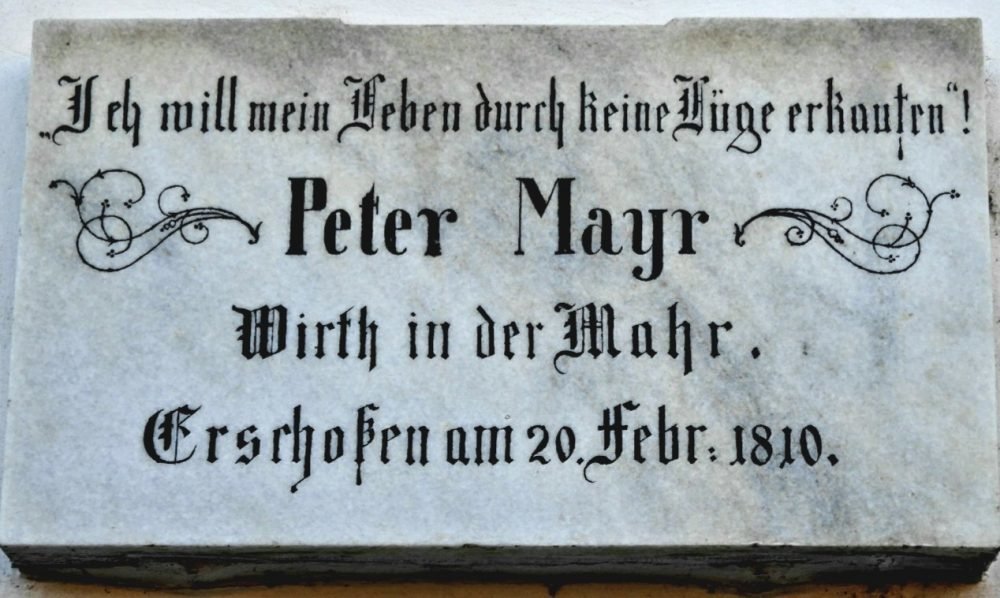 „Ich will mein Leben durch keine Lüge erkaufen“!
Peter Mayr
Wirth in der Mahr.
Erschoßen am 20. Febr: 1810.